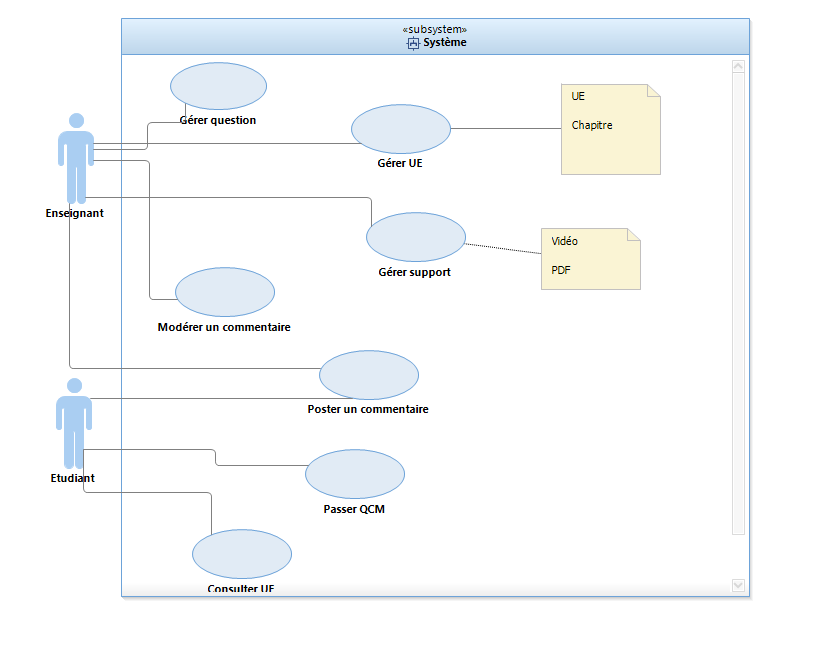 «subsystem»
Système
Gérer question
UE
Chapitre
Gérer UE
Enseignant
Vidéo
PDF
Gérer support
Modérer un commentaire
Poster un commentaire
Etudiant
Passer QCM
Consulter UE